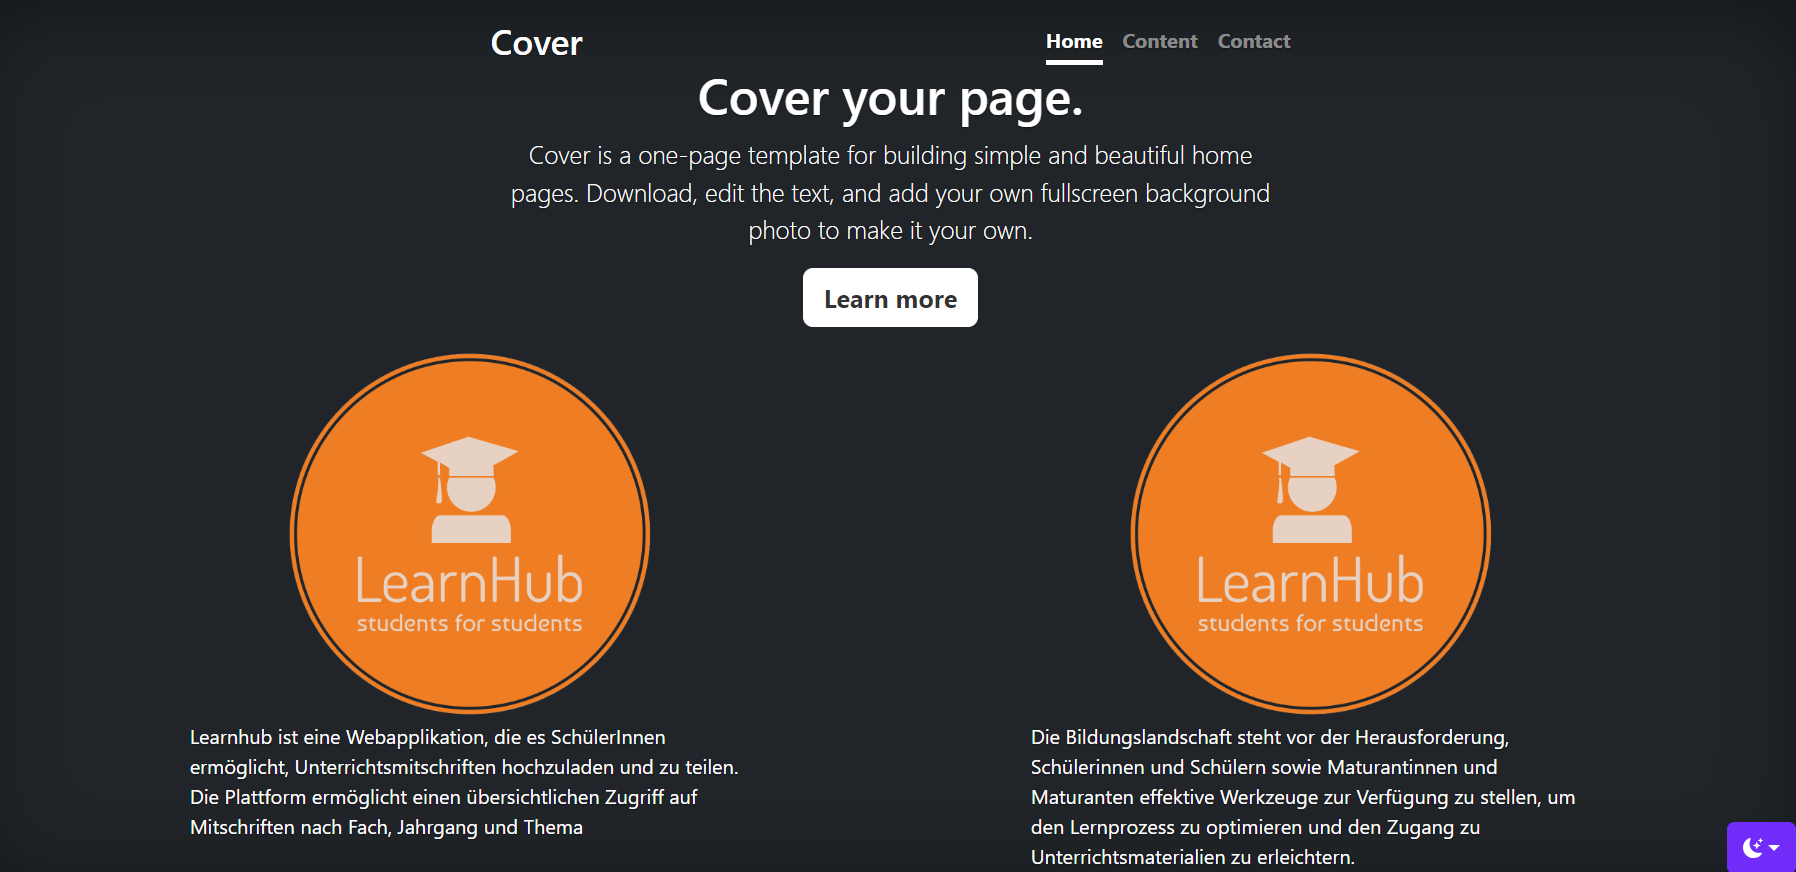 Cover
Home Content Contact
Cover your page.
Cover is a one-page template for building simple and beautiful home
pages. Download, edit the text, and add your own fullscreen background
photo to make it your own.
Learn more
LearnHub
students for students
Learnhub ist eine Webapplikation, die es SchülerInnen
ermöglicht, Unterrichtsmitschriften hochzuladen und zu teilen.
Die Plattform ermöglicht einen übersichtlichen Zugriff auf
Mitschriften nach Fach, Jahrgang und Thema
LearnHub
students for students
Die Bildungslandschaft steht vor der Herausforderung,
Schülerinnen und Schülern sowie Maturantinnen und
Maturanten effektive Werkzeuge zur Verfügung zu stellen, um
den Lernprozess zu optimieren und den Zugang zu
Unterrichtsmaterialien zu erleichtern.